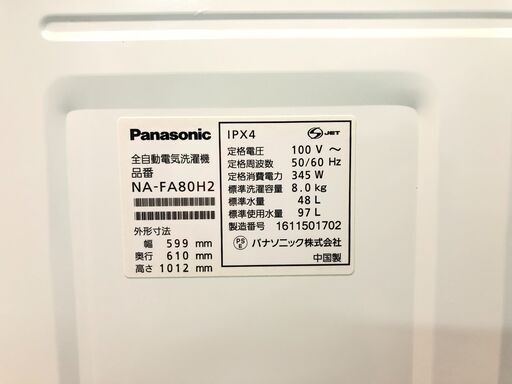 Panasonic
全自動電気洗濯機
品番
NA-FA80H2
外形寸法
幅 599 mm
奥行 610 mm
高さ 1012 mm
IPX4
JET
定格電圧 100 V ～
定格周波数 50/60 Hz
定格消費電力 345 W
標準洗濯容量 8.0 kg
標準水量 48 L
標準使用水量 97 L
製造番号 1611501702
PS E パナソニック株式会社
中国製